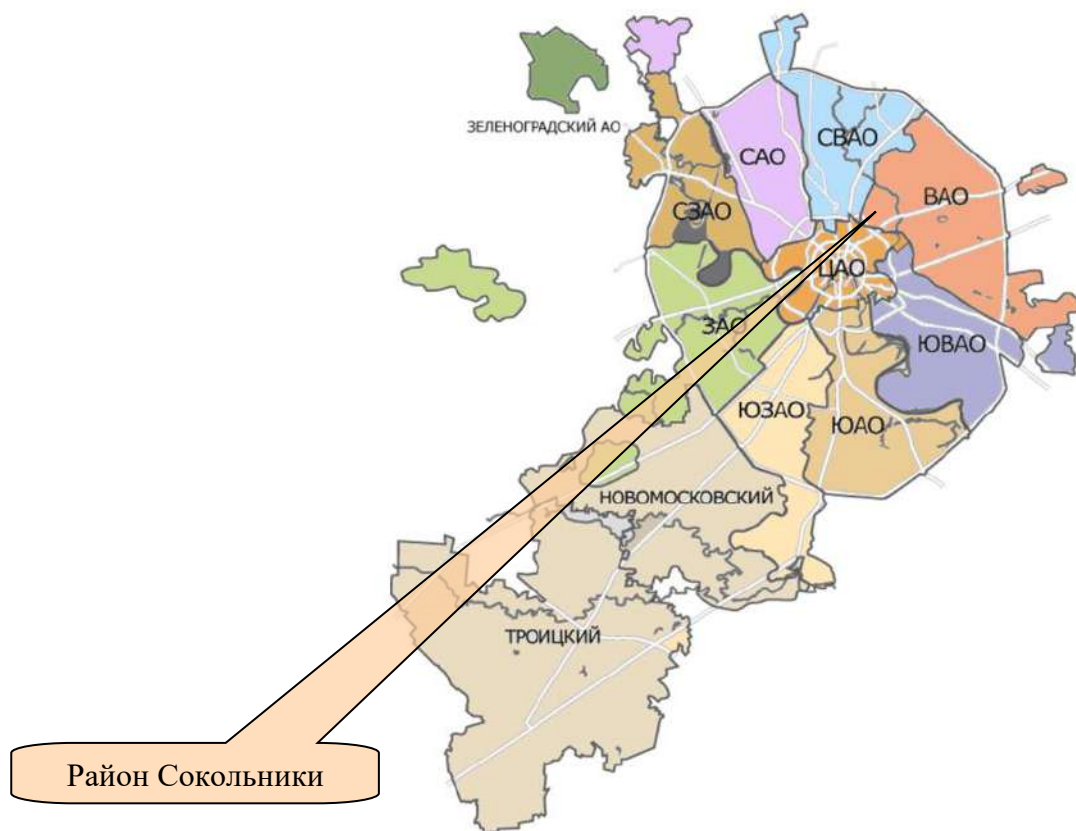 ЗЕЛЕНОГРАДСКИЙ АО
САО
СВАО
ВАО
СЗАО
ЦАО
ЗАО
ЮВАО
ЮЗАО
ЮАО
НОВОМОСКОВСКИЙ
ТРОИЦКИЙ
Район Сокольники